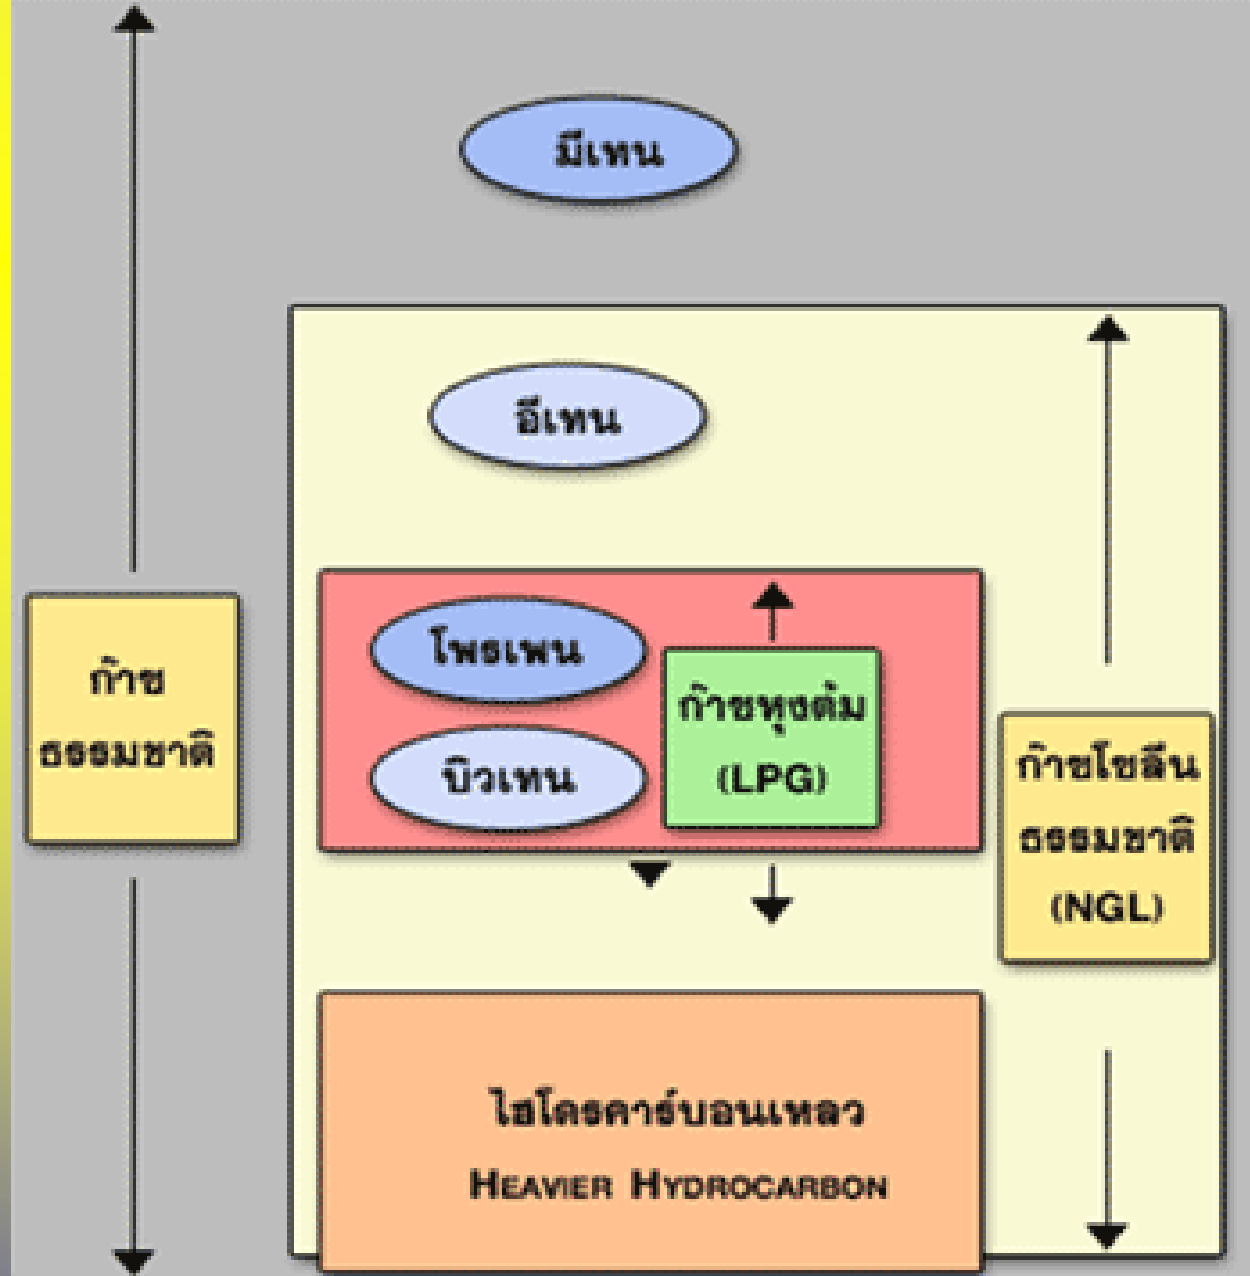 มีเทน
อีเทน
โพรเพน
บิวเทน
ก๊าซหุงต้ม
(LPG)
ก๊าซ
ธรรมชาติ
ก๊าซโซลีน
ธรรมชาติ
(NGL)
ไฮโดรคาร์บอนเหลว
HEAVIER HYDROCARBON